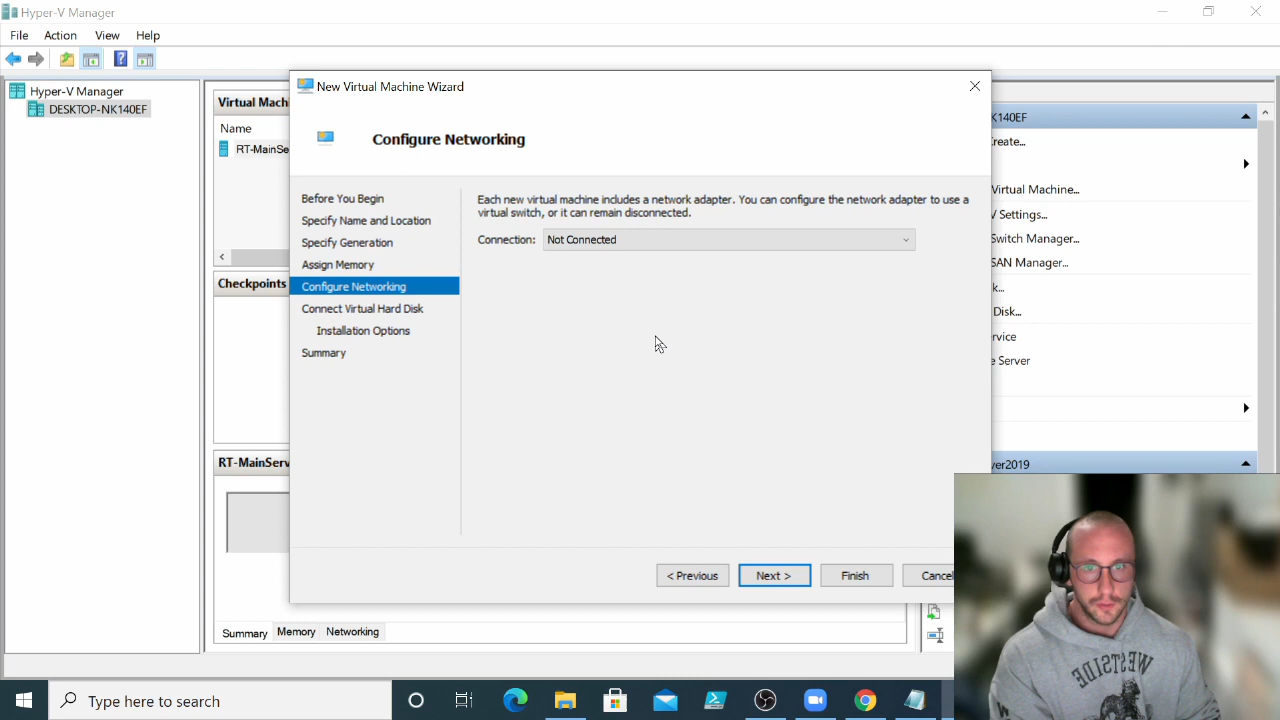 Hyper-V Manager
File Action View Help
Hyper-V Manager
DESKTOP-NK140EF
Virtual Machi
Name
RT-MainSe
Checkpoints
RT-MainServ
Summary Memory Networking
New Virtual Machine Wizard
Configure Networking
Before You Begin
Specify Name and Location
Specify Generation
Assign Memory
Configure Networking
Connect Virtual Hard Disk
Installation Options
Summary
Each new virtual machine includes a network adapter. You can configure the network adapter to use a
virtual switch, or it can remain disconnected.
Connection: Not Connected
< Previous Next > Finish Cancel
K140EF
reate...
Virtual Machine...
V Settings...
Switch Manager...
SAN Manager...
k...
Disk...
rvice
e Server
ver2019
WESTSIDE
Type here to search